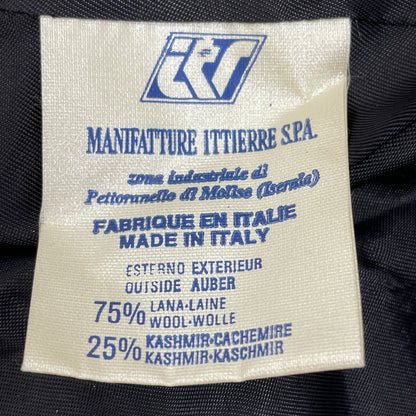 itr
MANIFATTURE ITTIERRE S.P.A.
zona industriale di
Pettoranello di Molise (Isernia)
FABRIQUE EN ITALIE
MADE IN ITALY
ESTERNO EXTERIEUR
OUTSIDE AUBER
75% LANA·LAINE
WOOL·WOLLE
25% KASHMIR·CACHEMIRE
KASHMIR·KASCHMIR